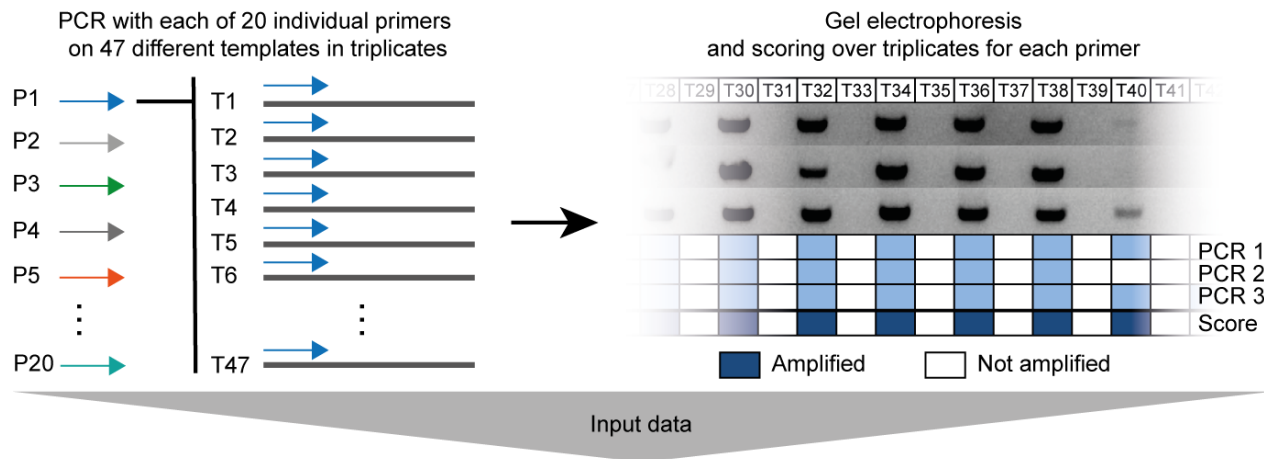 PCR with each of 20 individual primers
on 47 different templates in triplicates
P1
P2
P3
P4
P5
P20
T1
T2
T3
T4
T5
T6
T47
Gel electrophoresis
and scoring over triplicates for each primer
T28 T29 T30 T31 T32 T33 T34 T35 T36 T37 T38 T39 T40 T41
PCR 1
PCR 2
PCR 3
Score
Amplified Not amplified
Input data